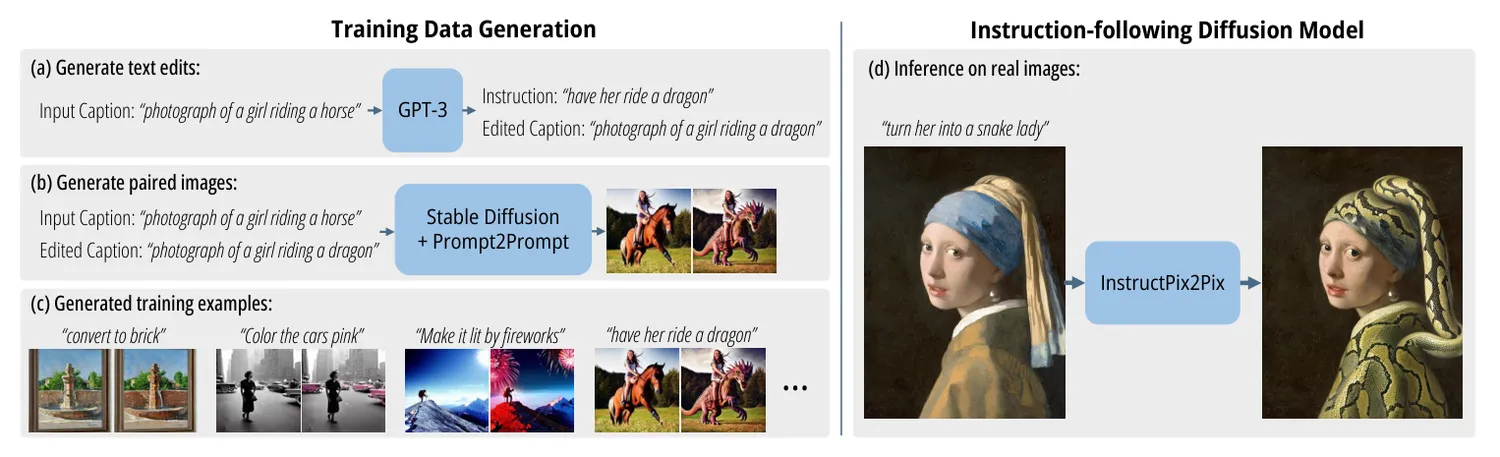 Training Data Generation
(a) Generate text edits:
Input Caption: “photograph of a girl riding a horse”
GPT-3
Instruction: “have her ride a dragon”
Edited Caption: “photograph of a girl riding a dragon”
(b) Generate paired images:
Input Caption: “photograph of a girl riding a horse”
Edited Caption: “photograph of a girl riding a dragon”
Stable Diffusion
+ Prompt2Prompt
(c) Generated training examples:
“convert to brick”
“Color the cars pink”
“Make it lit by fireworks”
“have her ride a dragon”
...
Instruction-following Diffusion Model
(d) Inference on real images:
“turn her into a snake lady”
InstructPix2Pix